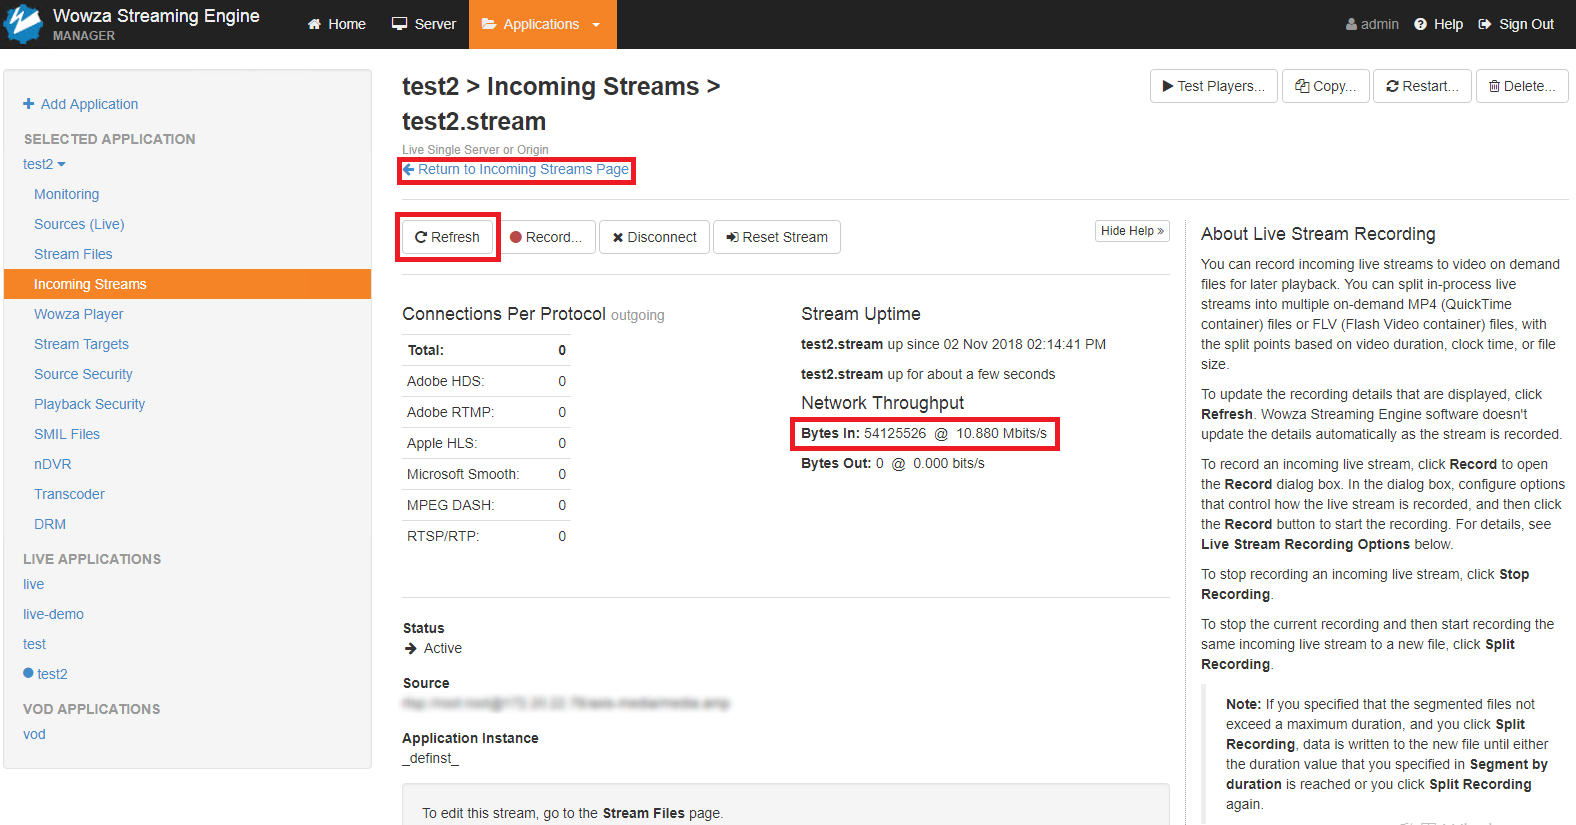 Wowza Streaming Engine
MANAGER
Home
Server
Applications
admin
Help
Sign Out
Add Application
SELECTED APPLICATION
test2
Monitoring
Sources (Live)
Stream Files
Incoming Streams
Wowza Player
Stream Targets
Source Security
Playback Security
SMIL Files
nDVR
Transcoder
DRM
LIVE APPLICATIONS
live
live-demo
test
test2
VOD APPLICATIONS
vod
test2 > Incoming Streams >
test2.stream
Live Single Server or Origin
Return to Incoming Streams Page
Test Players...
Copy...
Restart...
Delete...
Refresh
Record...
Disconnect
Reset Stream
Hide Help »
Connections Per Protocol outgoing
Total: 0
Adobe HDS: 0
Adobe RTMP: 0
Apple HLS: 0
Microsoft Smooth: 0
MPEG DASH: 0
RTSP/RTP: 0
Stream Uptime
test2.stream up since 02 Nov 2018 02:14:41 PM
test2.stream up for about a few seconds
Network Throughput
Bytes In: 54125526 @ 10.880 Mbits/s
Bytes Out: 0 @ 0.000 bits/s
Status
Active
Source
Application Instance
_definst_
To edit this stream, go to the Stream Files page.
About Live Stream Recording
You can record incoming live streams to video on demand
files for later playback. You can split in-process live
streams into multiple on-demand MP4 (QuickTime
container) files or FLV (Flash Video container) files, with
the split points based on video duration, clock time, or file
size.
To update the recording details that are displayed, click
Refresh. Wowza Streaming Engine software doesn't
update the details automatically as the stream is recorded.
To record an incoming live stream, click Record to open
the Record dialog box. In the dialog box, configure options
that control how the live stream is recorded, and then click
the Record button to start the recording. For details, see
Live Stream Recording Options below.
To stop recording an incoming live stream, click Stop
Recording.
To stop the current recording and then start recording the
same incoming live stream to a new file, click Split
Recording.
Note: If you specified that the segmented files not
exceed a maximum duration, and you click Split
Recording, data is written to the new file until either
the duration value that you specified in Segment by
duration is reached or you click Split Recording
again.